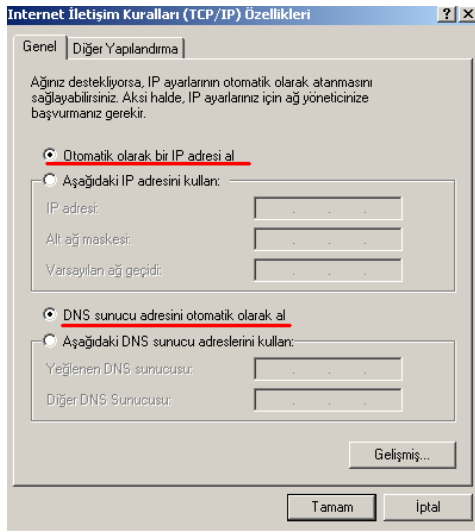 Internet İletişim Kuralları (TCP/IP) Özellikleri
Genel
Diğer Yapılandırma
Ağınız destekliyorsa, IP ayarlarının otomatik olarak atanmasını
sağlayabilirsiniz. Aksi halde, IP ayarlarınız için ağ yöneticinize
başvurmanız gerekir.
Otomatik olarak bir IP adresi al
Aşağıdaki IP adresini kullan:
IP adresi:
Alt ağ maskesi:
Varsayılan ağ geçidi:
DNS sunucu adresini otomatik olarak al
Aşağıdaki DNS sunucu adreslerini kullan:
Yeğlenen DNS sunucusu:
Diğer DNS Sunucusu:
Gelişmiş...
Tamam
İptal